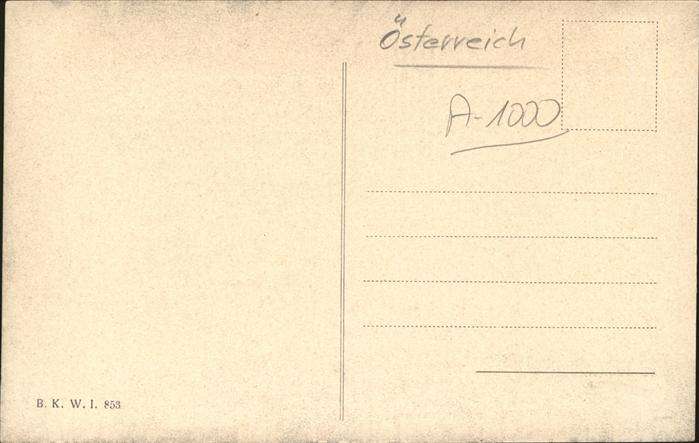 Österreich
A-1000
B. K. W. I. 853